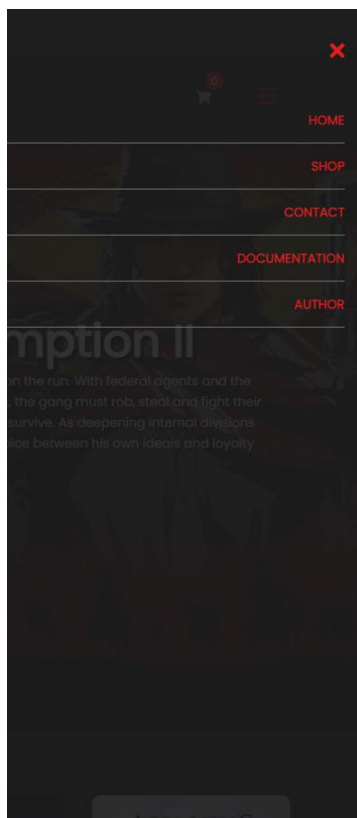 0
HOME
SHOP
CONTACT
DOCUMENTATION
AUTHOR
mption II
on the run. With federal agents and the
, the gang must rob, steal and fight their
survive. As deepening internal divisions
oice between his own ideals and loyalty